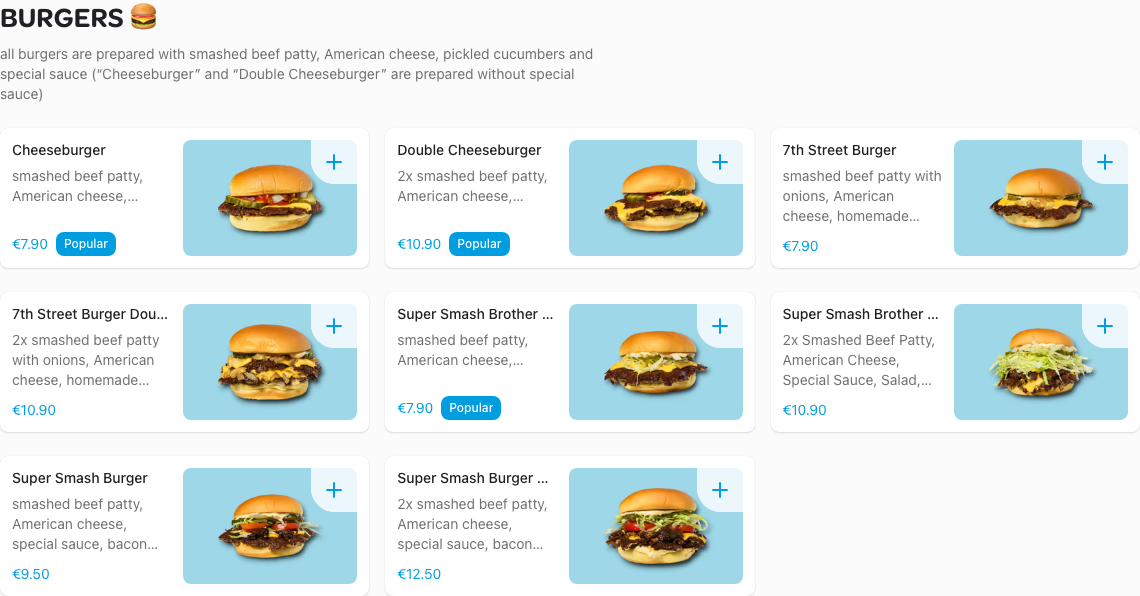 BURGERS 🍔
all burgers are prepared with smashed beef patty, American cheese, pickled cucumbers and
special sauce (“Cheeseburger” and “Double Cheeseburger” are prepared without special
sauce)
Cheeseburger
smashed beef patty,
American cheese,...
€7.90 Popular
Double Cheeseburger
2x smashed beef patty,
American cheese,...
€10.90 Popular
7th Street Burger
smashed beef patty with
onions, American
cheese, homemade...
€7.90
7th Street Burger Dou...
2x smashed beef patty
with onions, American
cheese, homemade...
€10.90
Super Smash Brother ...
smashed beef patty,
American cheese,...
€7.90 Popular
Super Smash Brother ...
2x Smashed Beef Patty,
American Cheese,
Special Sauce, Salad,...
€10.90
Super Smash Burger
smashed beef patty,
American cheese,
special sauce, bacon...
€9.50
Super Smash Burger ...
2x smashed beef patty,
American cheese,
special sauce, bacon...
€12.50